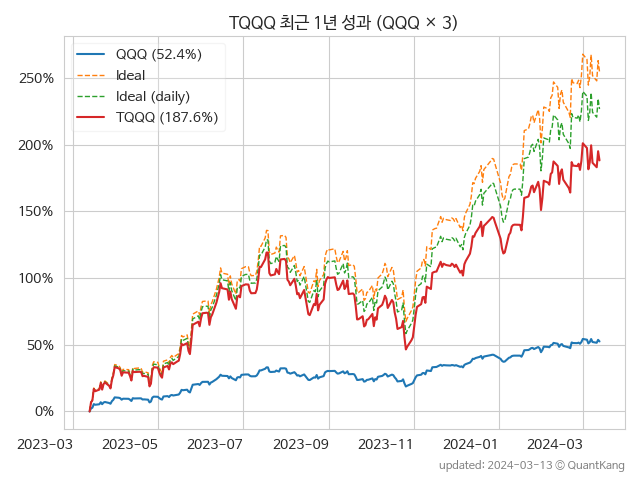 TQQQ 최근 1년 성과 (QQQ × 3)
QQQ (52.4%)
Ideal
Ideal (daily)
TQQQ (187.6%)
250%
200%
150%
100%
50%
0%
2023-03 2023-05 2023-07 2023-09 2023-11 2024-01 2024-03
updated: 2024-03-13 © QuantKang